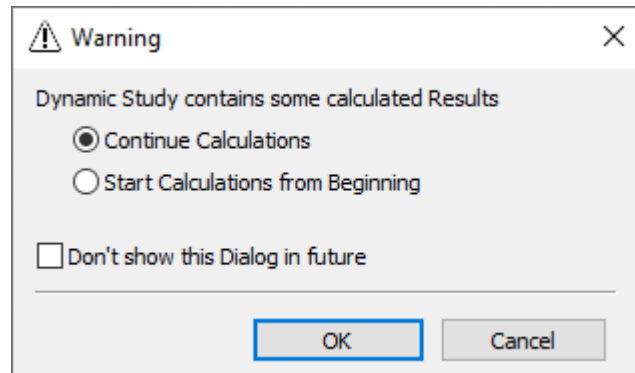 Warning
Dynamic Study contains some calculated Results
Continue Calculations
Start Calculations from Beginning
Don't show this Dialog in future
OK
Cancel